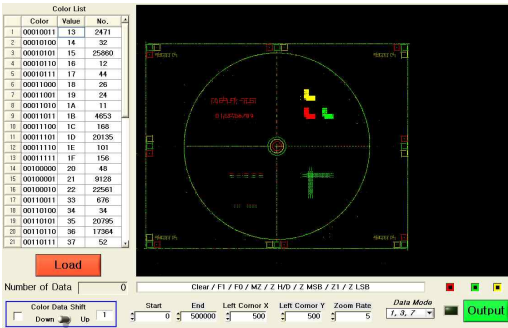 Color List
Color Value No.
1 00010011 13 2471
2 00010100 14 32
3 00010101 15 25860
4 00010110 16 12
5 00010111 17 44
6 00011000 18 26
7 00011001 19 24
8 00011010 1A 11
9 00011011 1B 4653
10 00011100 1C 168
11 00011101 1D 20135
12 00011110 1E 101
13 00011111 1F 156
14 00100000 20 48
15 00100001 21 9128
16 00100010 22 22561
17 00110011 33 676
18 00110100 34 34
19 00110101 35 20795
20 00110110 36 17364
21 00110111 37 52
Load
Number of Data 0
Clear / F1 / F0 / MZ / Z H/D / Z MSB / Z1 / Z LSB
Color Data Shift
Down Up 1
Start 0
End 500000
Left Cornor X 500
Left Cornor Y 500
Zoom Rate 5
Data Mode
1, 3, 7
Output